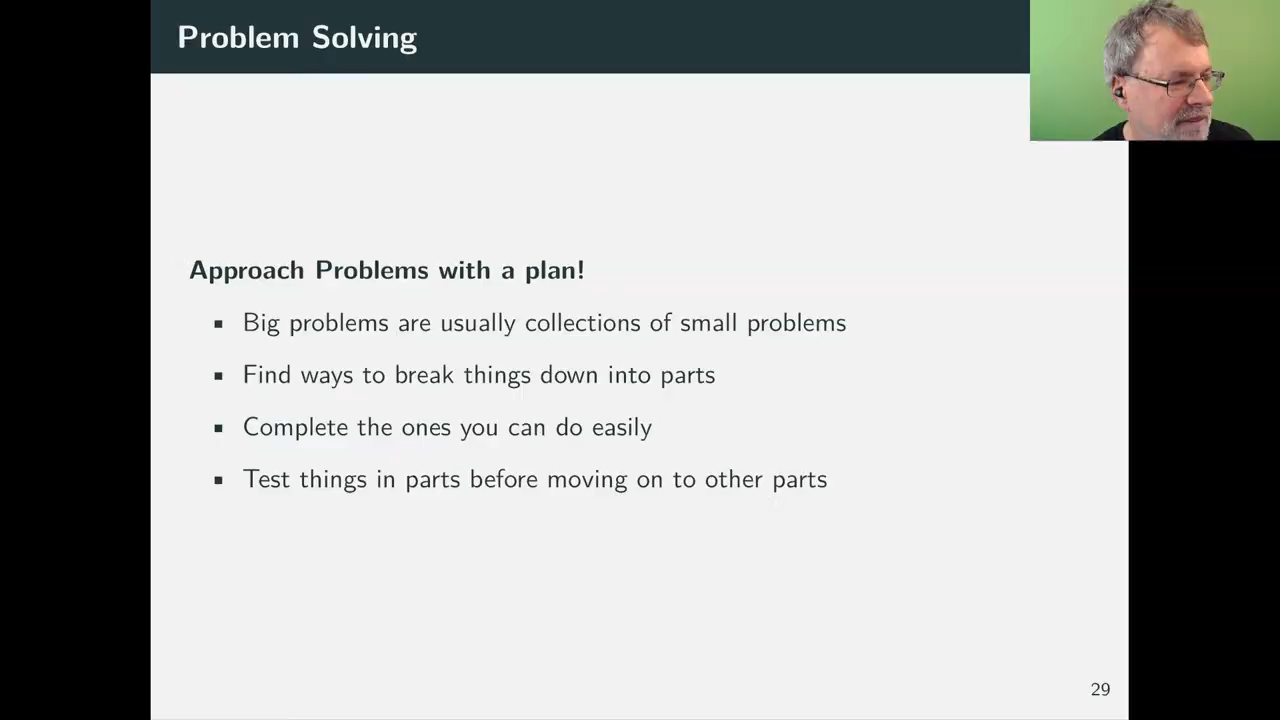 Problem Solving
Approach Problems with a plan!
Big problems are usually collections of small problems
Find ways to break things down into parts
Complete the ones you can do easily
Test things in parts before moving on to other parts
29